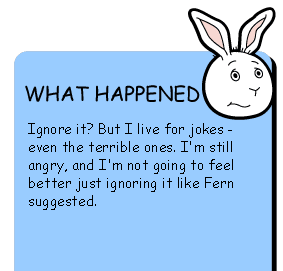 WHAT HAPPENED
Ignore it? But I live for jokes -
even the terrible ones. I'm still
angry, and I'm not going to feel
better just ignoring it like Fern
suggested.